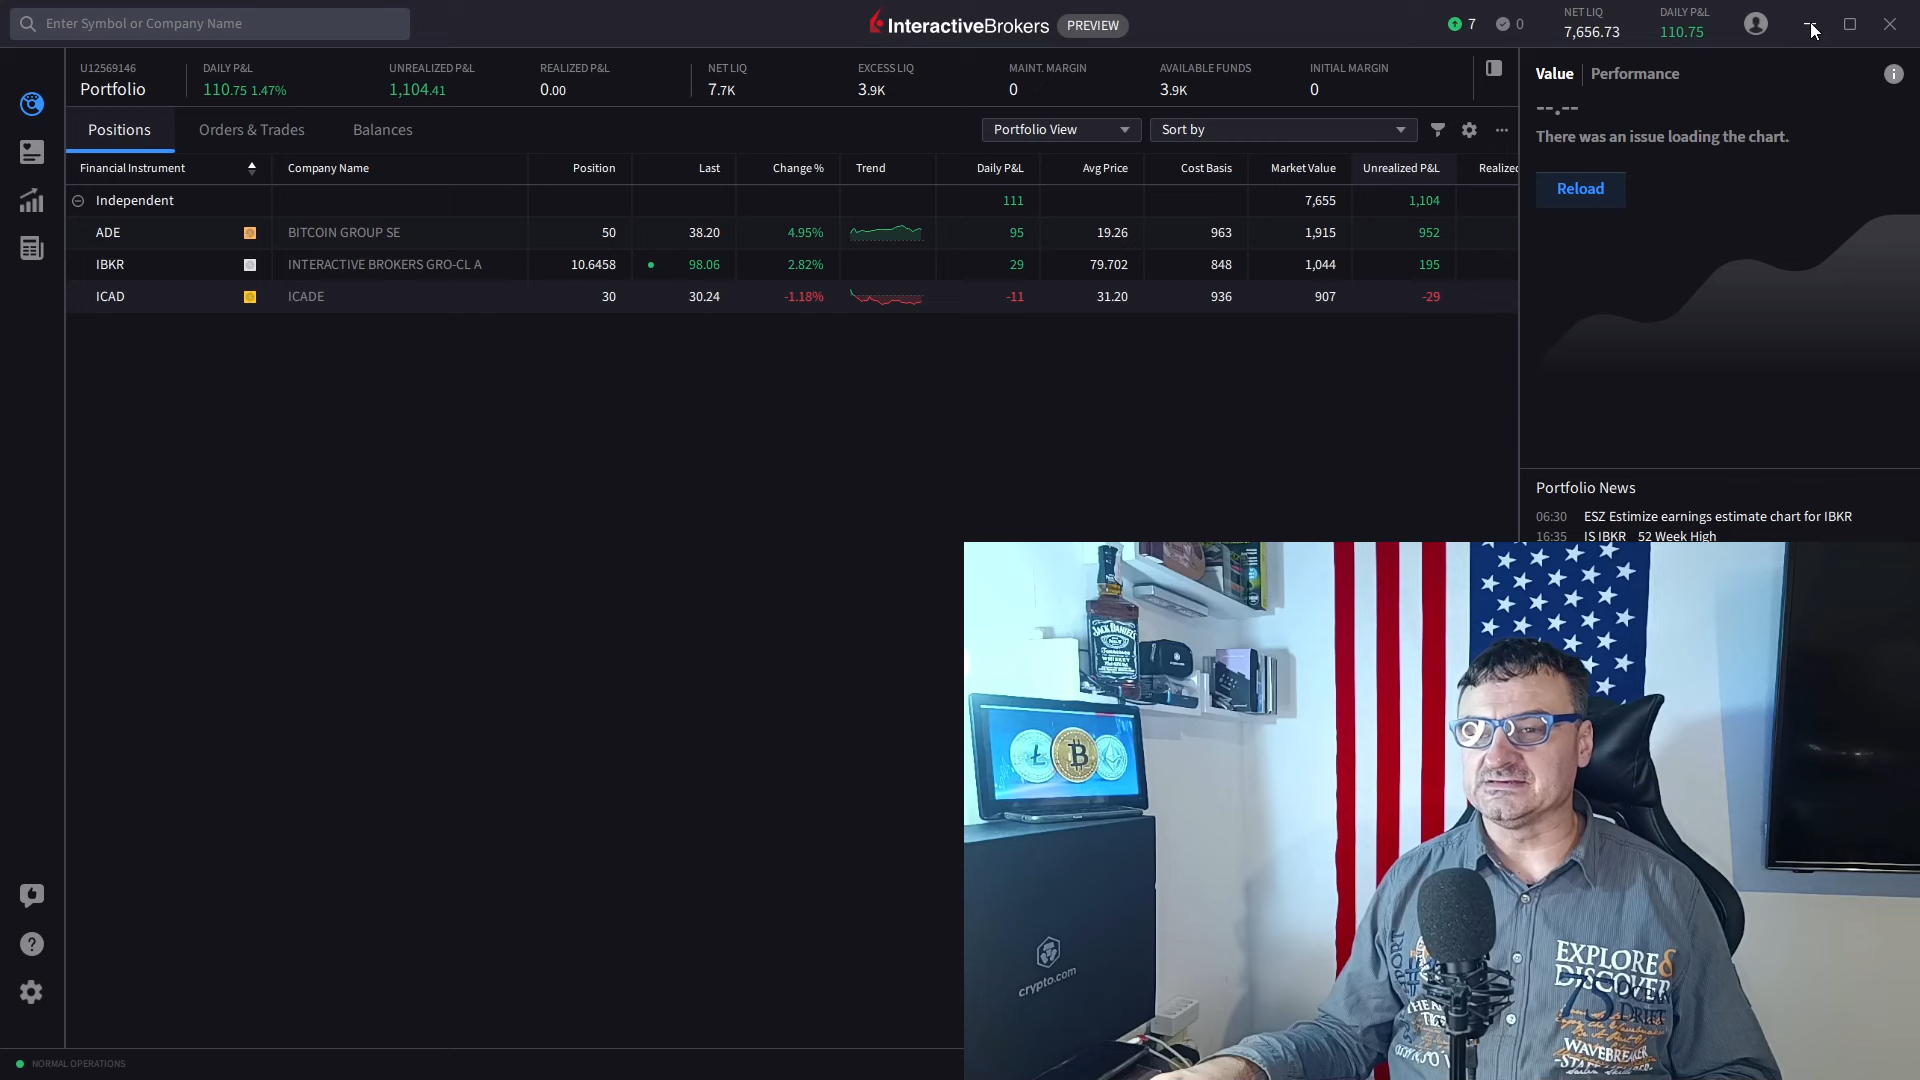 Enter Symbol or Company Name
InteractiveBrokers PREVIEW
7 0
NET LIQ DAILY P&L
7,656.73 110.75
U12569146 DAILY P&L UNREALIZED P&L REALIZED P&L NET LIQ EXCESS LIQ MAINT. MARGIN AVAILABLE FUNDS INITIAL MARGIN
Portfolio 110.75 1.47% 1,104.41 0.00 7.7K 3.9K 0 3.9K 0
Positions Orders & Trades Balances Portfolio View Sort by
Financial Instrument Company Name Position Last Change % Trend Daily P&L Avg Price Cost Basis Market Value Unrealized P&L Realized
Independent 111 7,655 1,104
ADE BITCOIN GROUP SE 50 38.20 4.95% 95 19.26 963 1,915 952
IBKR INTERACTIVE BROKERS GRO-CL A 10.6458 98.06 2.82% 29 79.702 848 1,044 195
ICAD ICADE 30 30.24 -1.18% -11 31.20 936 907 -29
Value Performance
--.--
There was an issue loading the chart.
Reload
Portfolio News
06:30 ESZ Estimize earnings estimate chart for IBKR
16:35 IS IBKR 52 Week High
JACK DANIEL'S
Tennessee
WHISKEY
crypto.com
EXPLORE&
DISCOVER
WAVEBREAKER
NORMAL OPERATIONS